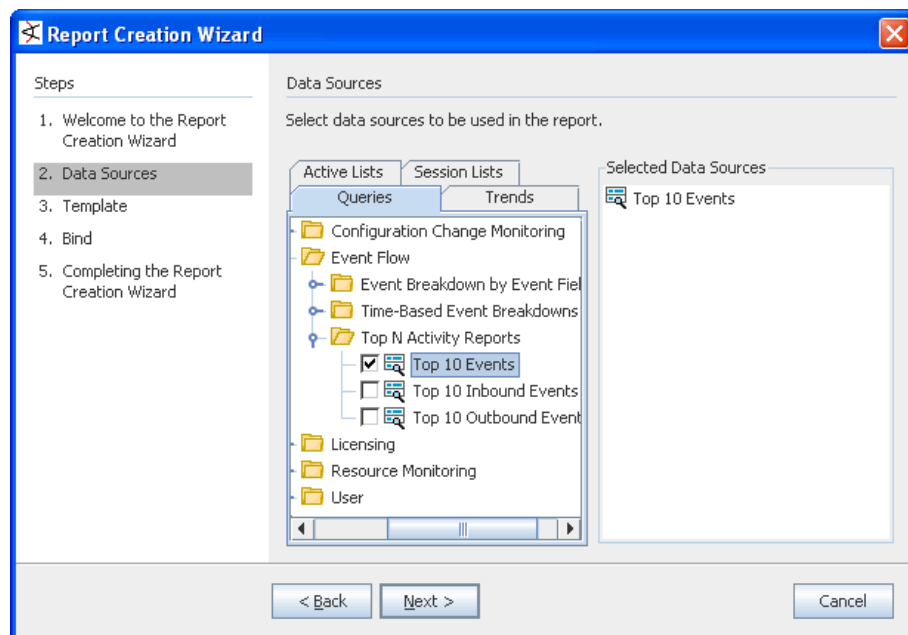 Report Creation Wizard
Steps
1. Welcome to the Report
Creation Wizard
2. Data Sources
3. Template
4. Bind
5. Completing the Report
Creation Wizard
Data Sources
Select data sources to be used in the report.
Active Lists
Session Lists
Queries
Trends
Configuration Change Monitoring
Event Flow
Event Breakdown by Event Fiel
Time-Based Event Breakdowns
Top N Activity Reports
Top 10 Events
Top 10 Inbound Events
Top 10 Outbound Event
Licensing
Resource Monitoring
User
Selected Data Sources
Top 10 Events
< Back
Next >
Cancel